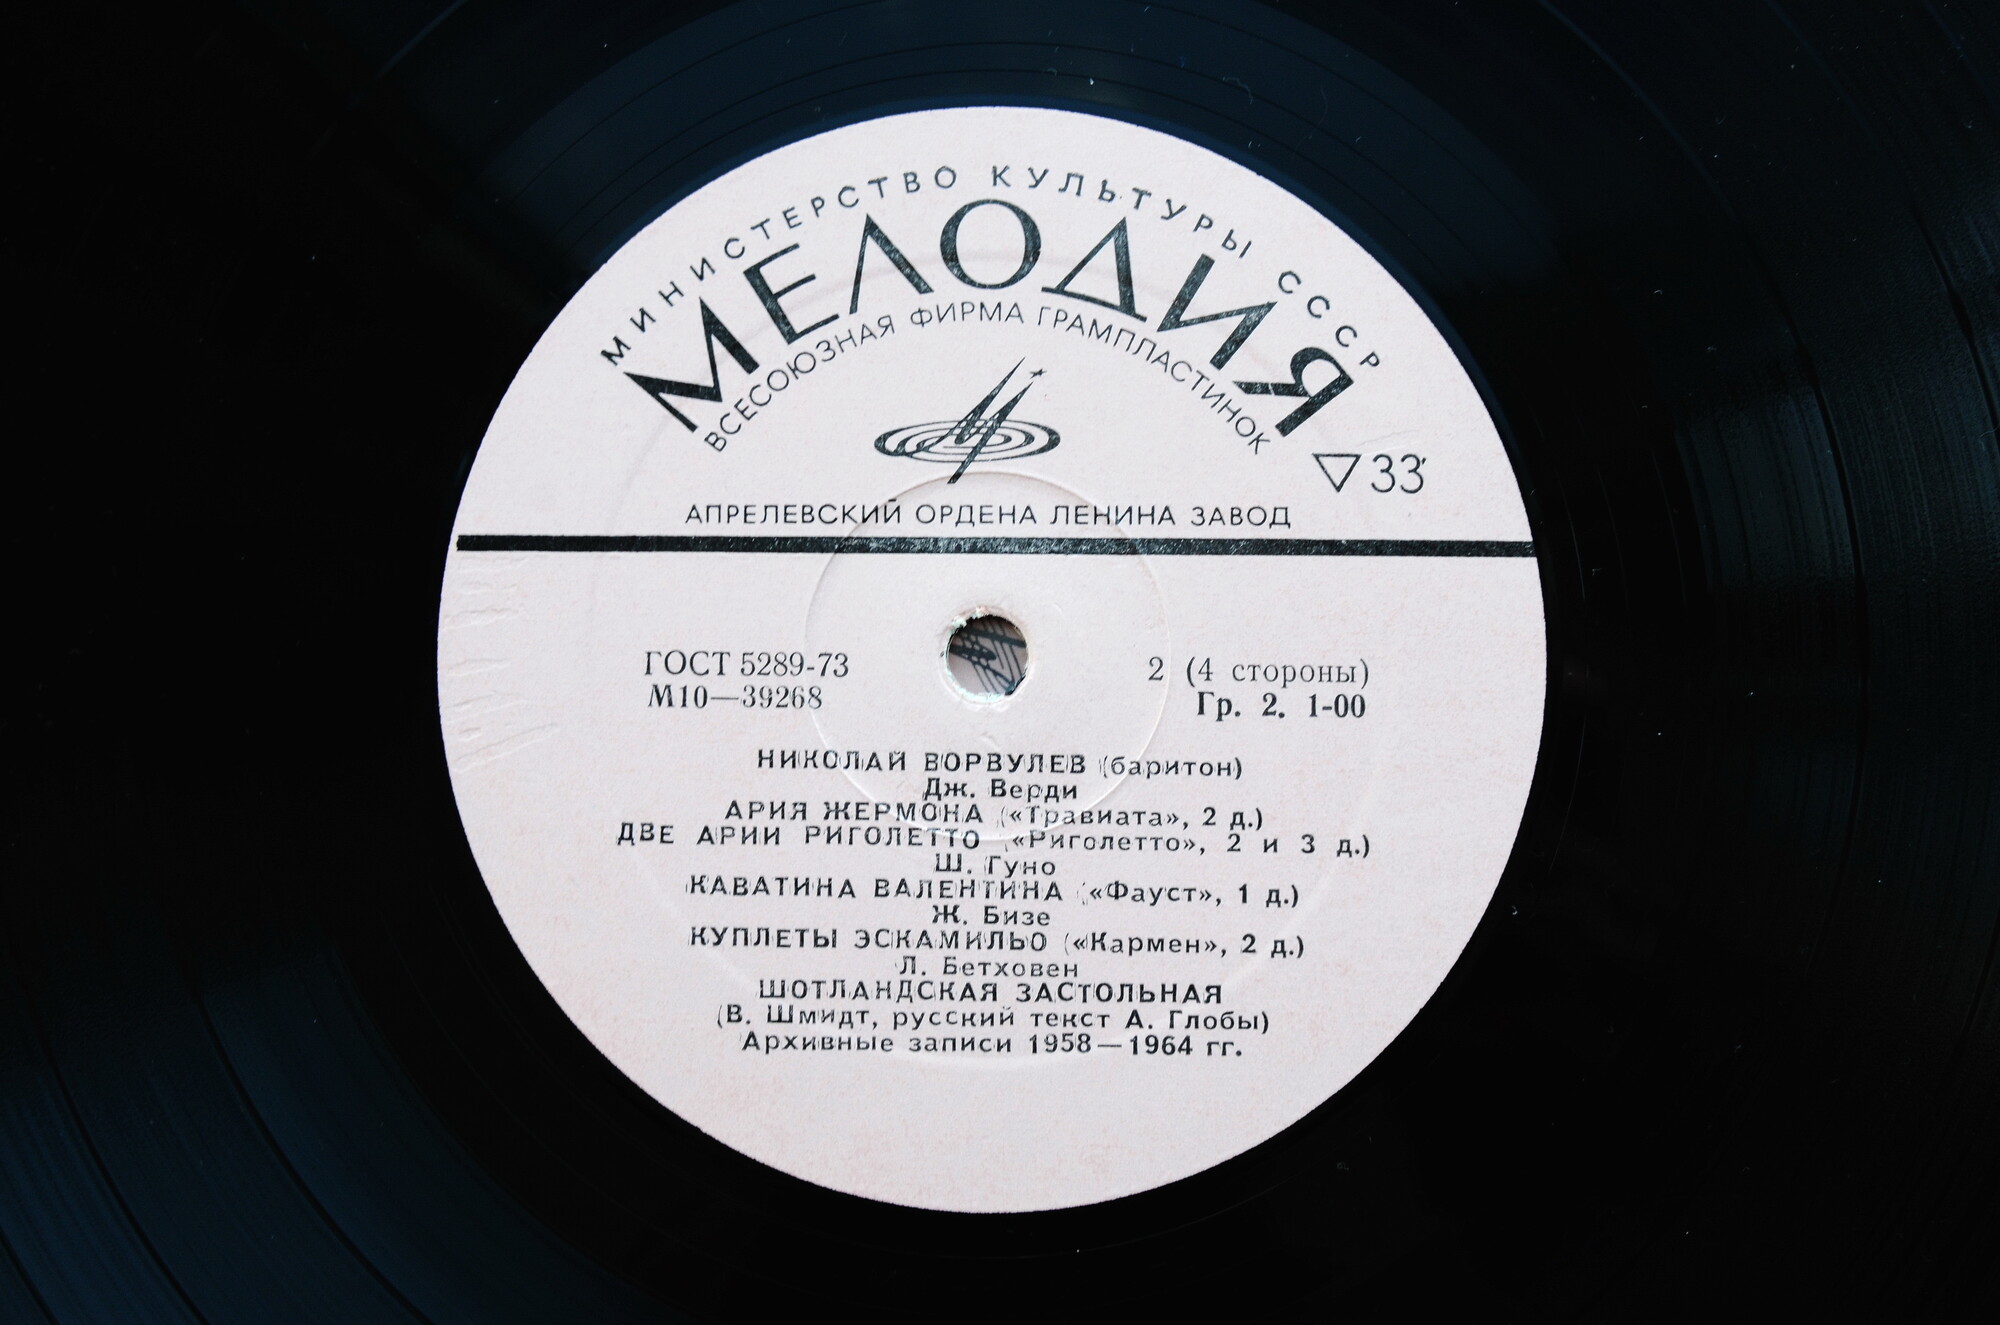 МИНИСТЕРСТВО КУЛЬТУРЫ СССР
МЕЛОДИЯ
ВСЕСОЮЗНАЯ ФИРМА ГРАМПЛАСТИНОК
▽33
АПРЕЛЕВСКИЙ ОРДЕНА ЛЕНИНА ЗАВОД
ГОСТ 5289-73
М10—39268
2 (4 стороны)
Гр. 2. 1-00
НИКОЛАЙ ВОРВУЛЕВ (баритон)
Дж. Верди
АРИЯ ЖЕРМОНА («Травиата», 2 д.)
ДВЕ АРИИ РИГОЛЕТТО («Риголетто», 2 и 3 д.)
Ш. Гуно
КАВАТИНА ВАЛЕНТИНА («Фауст», 1 д.)
Ж. Бизе
КУПЛЕТЫ ЭСКАМИЛЬО («Кармен», 2 д.)
Л. Бетховен
ШОТЛАНДСКАЯ ЗАСТОЛЬНАЯ
(В. Шмидт, русский текст А. Глобы)
Архивные записи 1958—1964 гг.